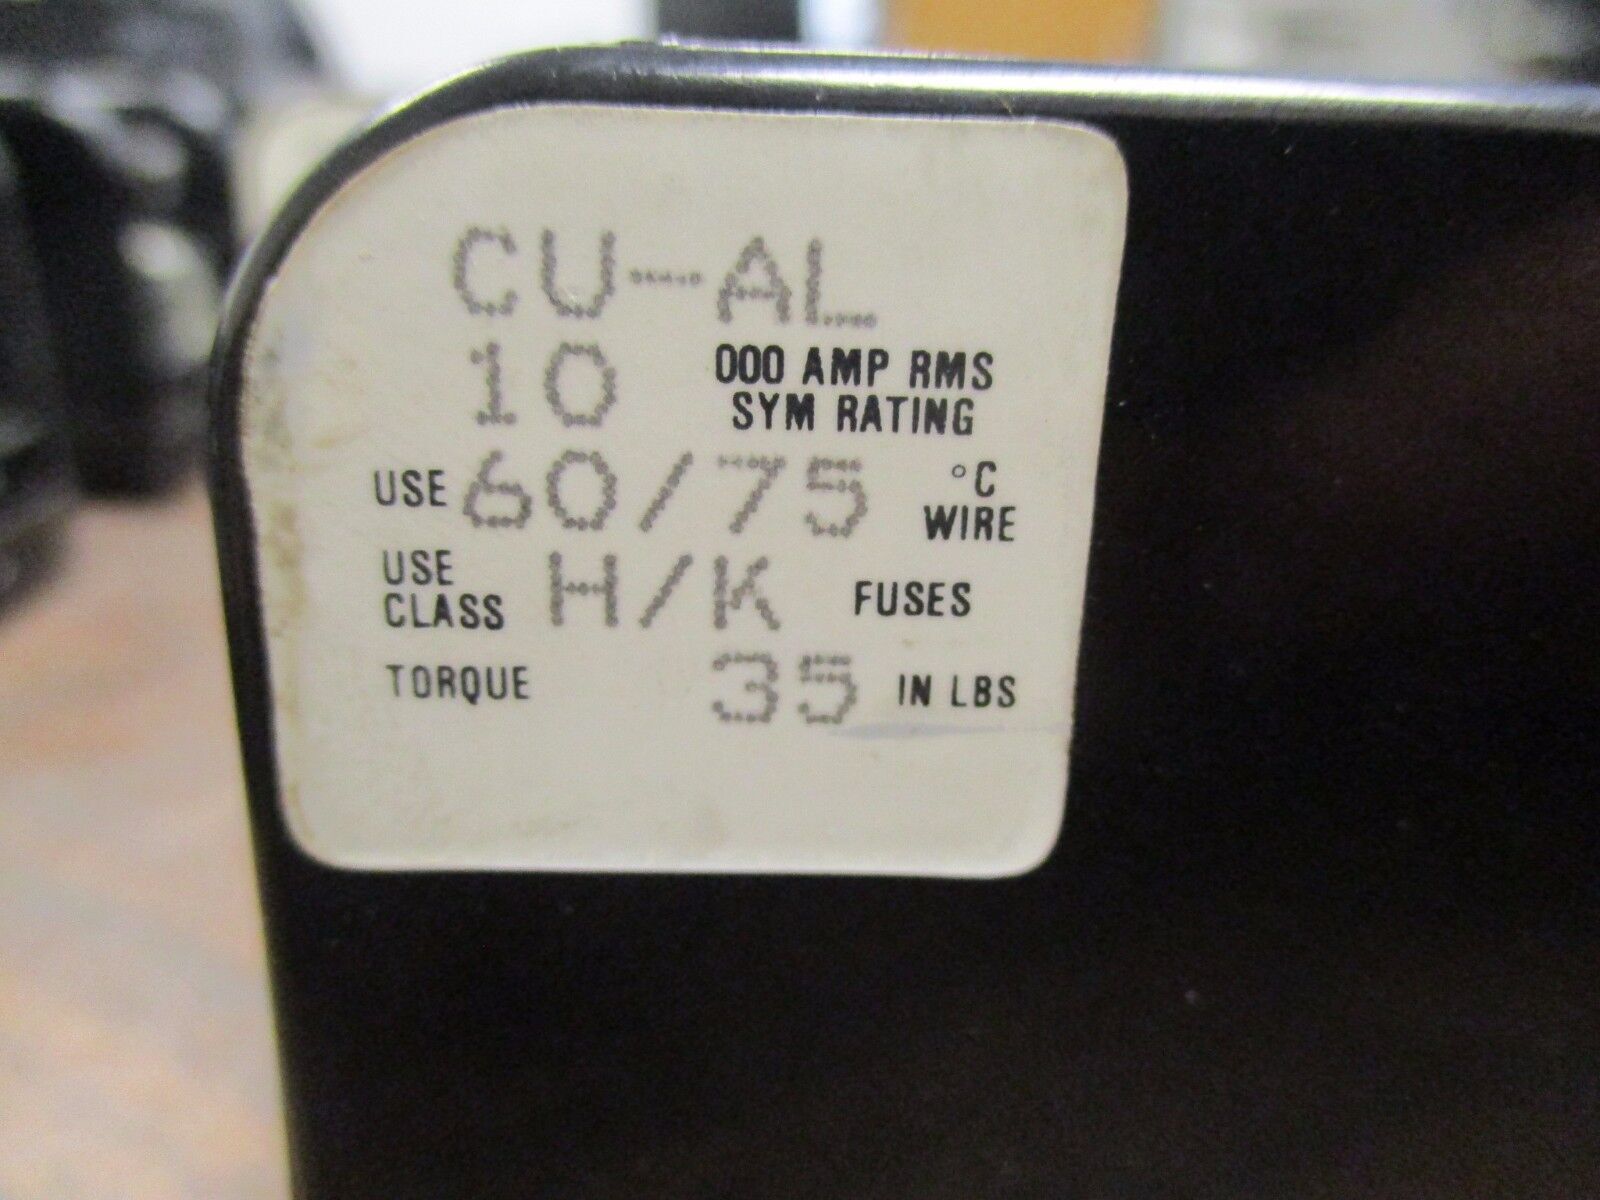 CU-AL
10 000 AMP RMS
SYM RATING
USE 60/75 °C
WIRE
USE
CLASS H/K FUSES
TORQUE 35 IN LBS